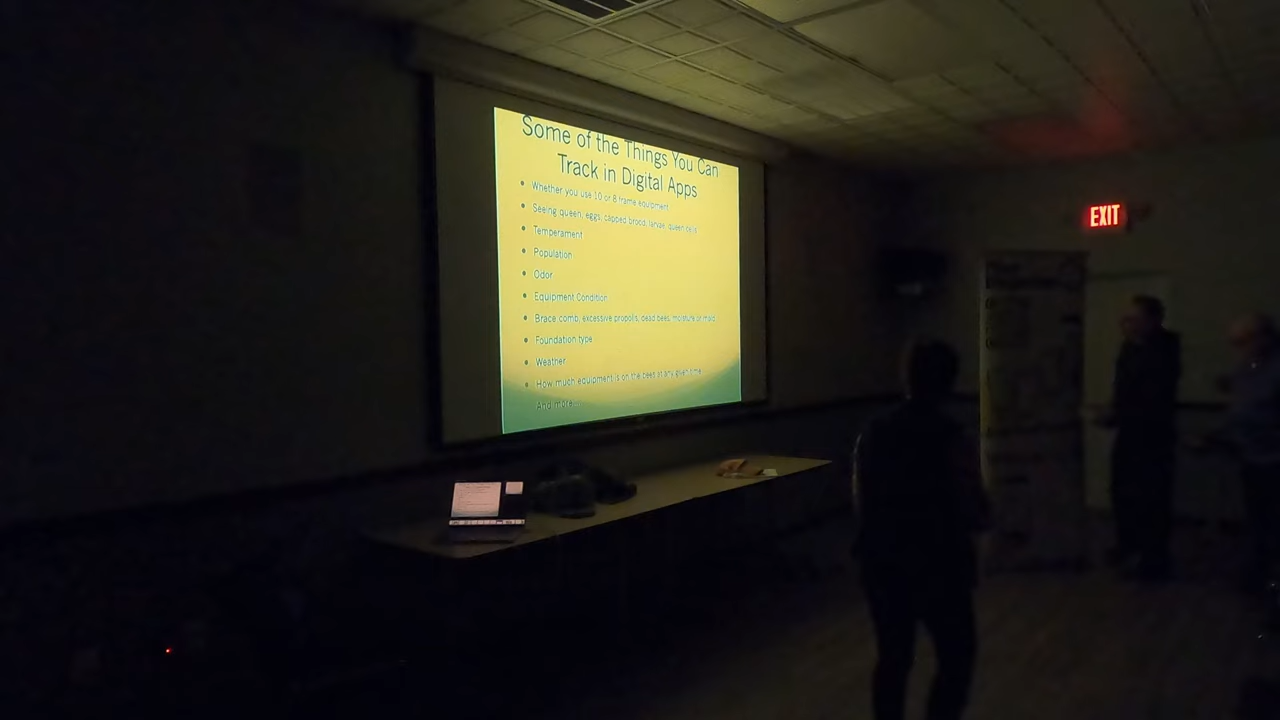 Some of the Things You Can
Track in Digital Apps
• Whether you use 10 or 8 frame equipment
• Seeing queen, eggs, capped brood, larvae, queen cells
• Temperament
• Population
• Odor
• Equipment Condition
• Brace comb, excessive propolis, dead bees, moisture or mold
• Foundation type
• Weather
• How much equipment is on the bees at any given time
And more....
EXIT